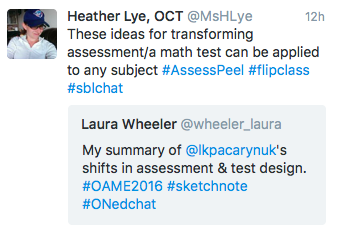 Heather Lye, OCT @MsHLye 12h
These ideas for transforming
assessment/a math test can be applied
to any subject #AssessPeel #flipclass
#sblchat
Laura Wheeler @wheeler_laura
My summary of @lkpacarynuk's
shifts in assessment & test design.
#OAME2016 #sketchnote
#ONedchat